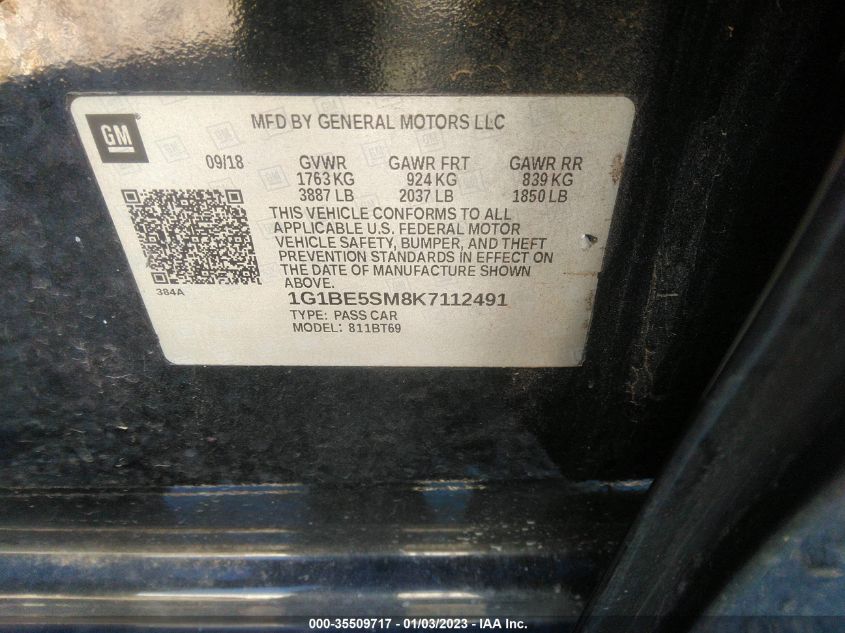 GM
MFD BY GENERAL MOTORS LLC
09/18 GVWR GAWR FRT GAWR RR
1763 KG 924 KG 839 KG
3887 LB 2037 LB 1850 LB
THIS VEHICLE CONFORMS TO ALL
APPLICABLE U.S. FEDERAL MOTOR
VEHICLE SAFETY, BUMPER, AND THEFT
PREVENTION STANDARDS IN EFFECT ON
THE DATE OF MANUFACTURE SHOWN
ABOVE.
384A
1G1BE5SM8K7112491
TYPE: PASS CAR
MODEL: 811BT69
000-35509717 - 01/03/2023 - IAA Inc.